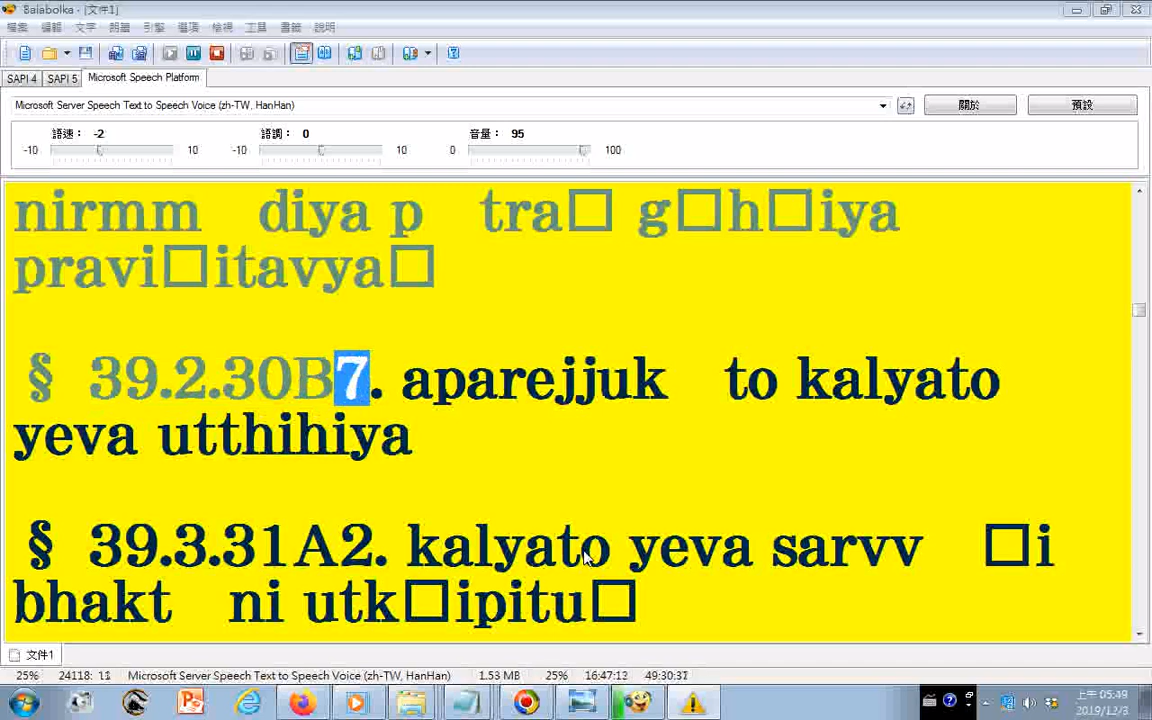 Balabolka - [文件1]
檔案 編輯 文字 朗讀 引擎 選項 檢視 工具 書籤 說明
SAPI 4 SAPI 5 Microsoft Speech Platform
Microsoft Server Speech Text to Speech Voice (zh-TW, HanHan)
關於 預設
語速： -2 語調： 0 音量： 95
-10 10 -10 10 0 100
nirmm diya p tra□ g□h□iya
pravi□itavya□
§ 39.2.30B7. aparejjuk to kalyato
yeva utthihiya
§ 39.3.31A2. kalyato yeva sarvv □i
bhakt ni utk□ipitu□
文件1
25% 24118: 11 Microsoft Server Speech Text to Speech Voice (zh-TW, HanHan) 1.53 MB 25% 16:47:12 49:30:37
上午 05:49
2019/12/3